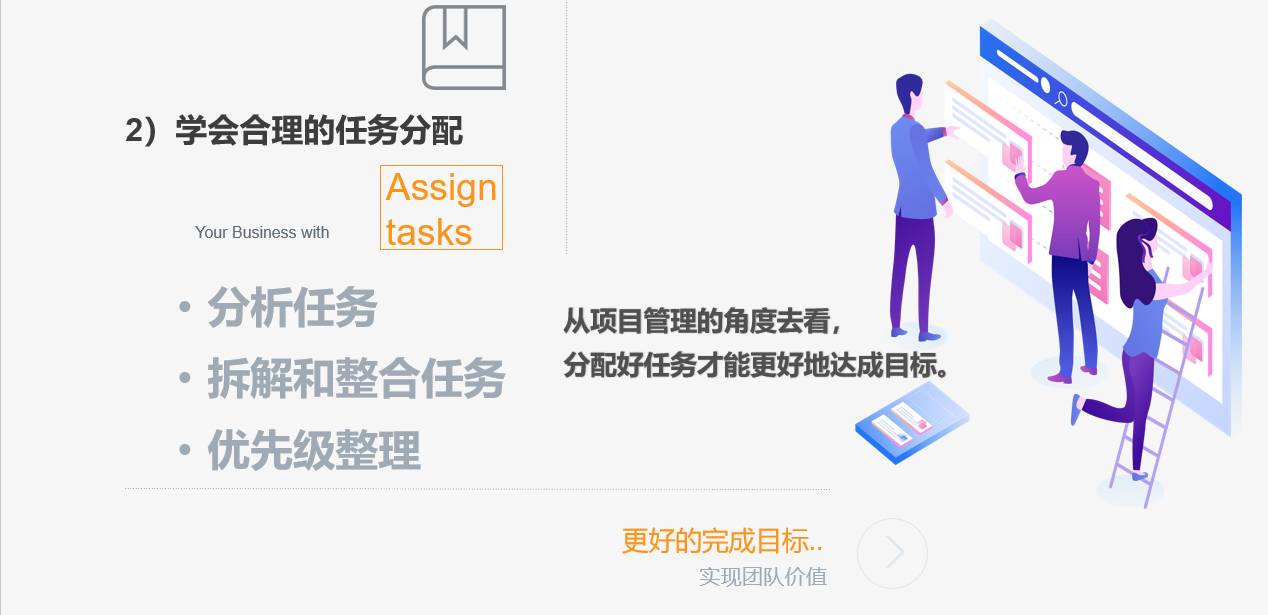 2）学会合理的任务分配
Assign
tasks
Your Business with
• 分析任务
• 拆解和整合任务
• 优先级整理
从项目管理的角度去看，
分配好任务才能更好地达成目标。
更好的完成目标..
实现团队价值